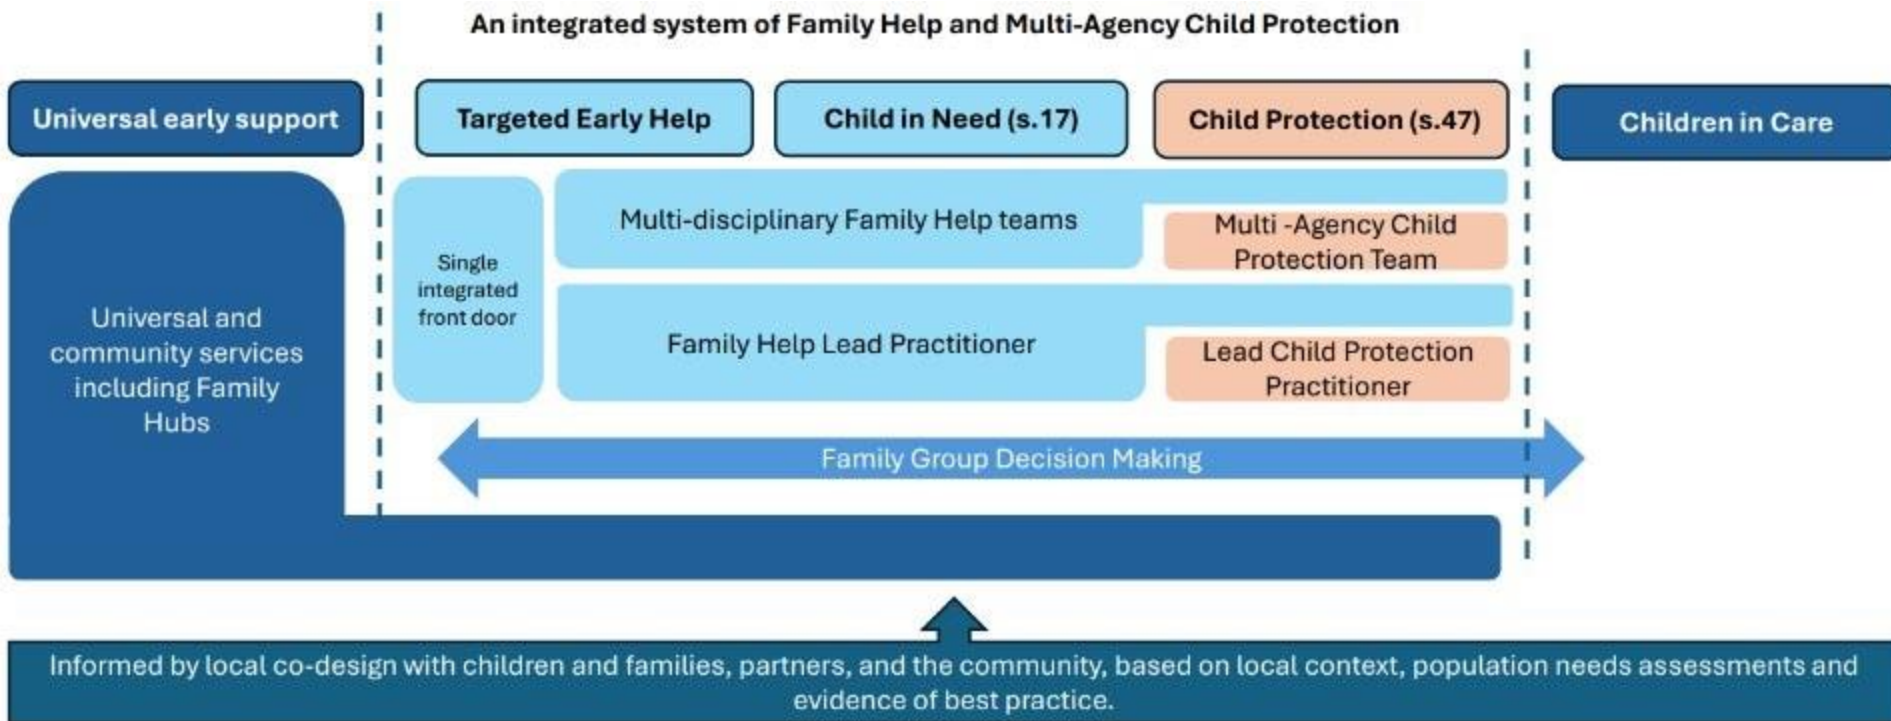 An integrated system of Family Help and Multi-Agency Child Protection
Universal early support
Targeted Early Help
Child in Need (s.17)
Child Protection (s.47)
Children in Care
Universal and
community services
including Family
Hubs
Single
integrated
front door
Multi-disciplinary Family Help teams
Multi -Agency Child
Protection Team
Family Help Lead Practitioner
Lead Child Protection
Practitioner
Family Group Decision Making
Informed by local co-design with children and families, partners, and the community, based on local context, population needs assessments and
evidence of best practice.